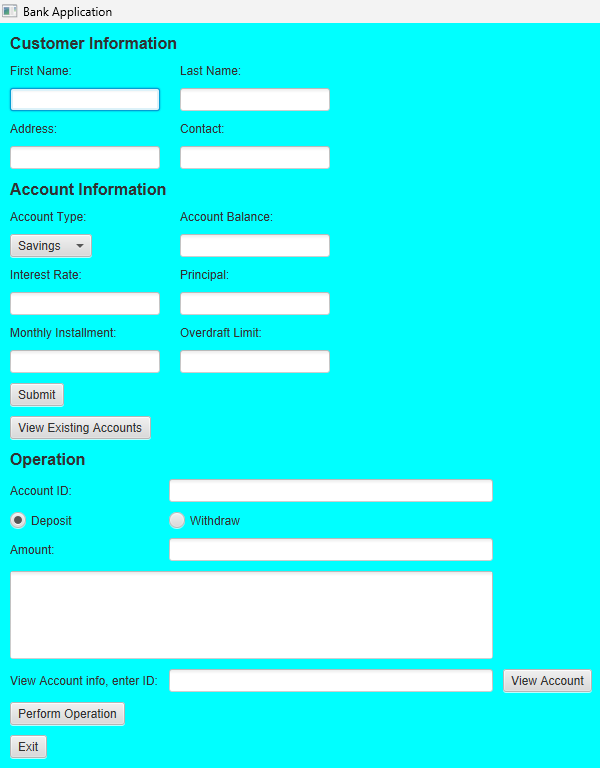 Bank Application
Customer Information
First Name: Last Name:
Address: Contact:
Account Information
Account Type: Account Balance:
Savings
Interest Rate: Principal:
Monthly Installment: Overdraft Limit:
Submit
View Existing Accounts
Operation
Account ID:
Deposit Withdraw
Amount:
View Account info, enter ID: View Account
Perform Operation
Exit